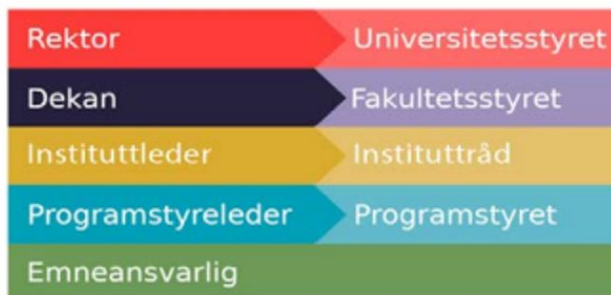 Rektor Universitetsstyret
Dekan Fakultetsstyret
Instituttleder Instituttråd
Programstyreleder Programstyret
Emneansvarlig